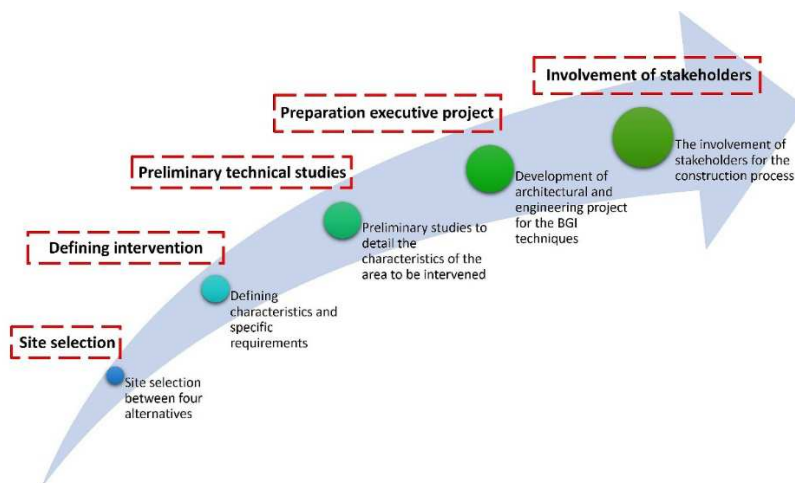 Site selection
Site selection
between four
alternatives
Defining intervention
Defining
characteristics and
specific
requirements
Preliminary technical studies
Preliminary studies to
detail the
characteristics of the
area to be intervened
Preparation executive project
Development of
architectural and
engineering project
for the BGI
techniques
Involvement of stakeholders
The involvement of
stakeholders for the
construction process